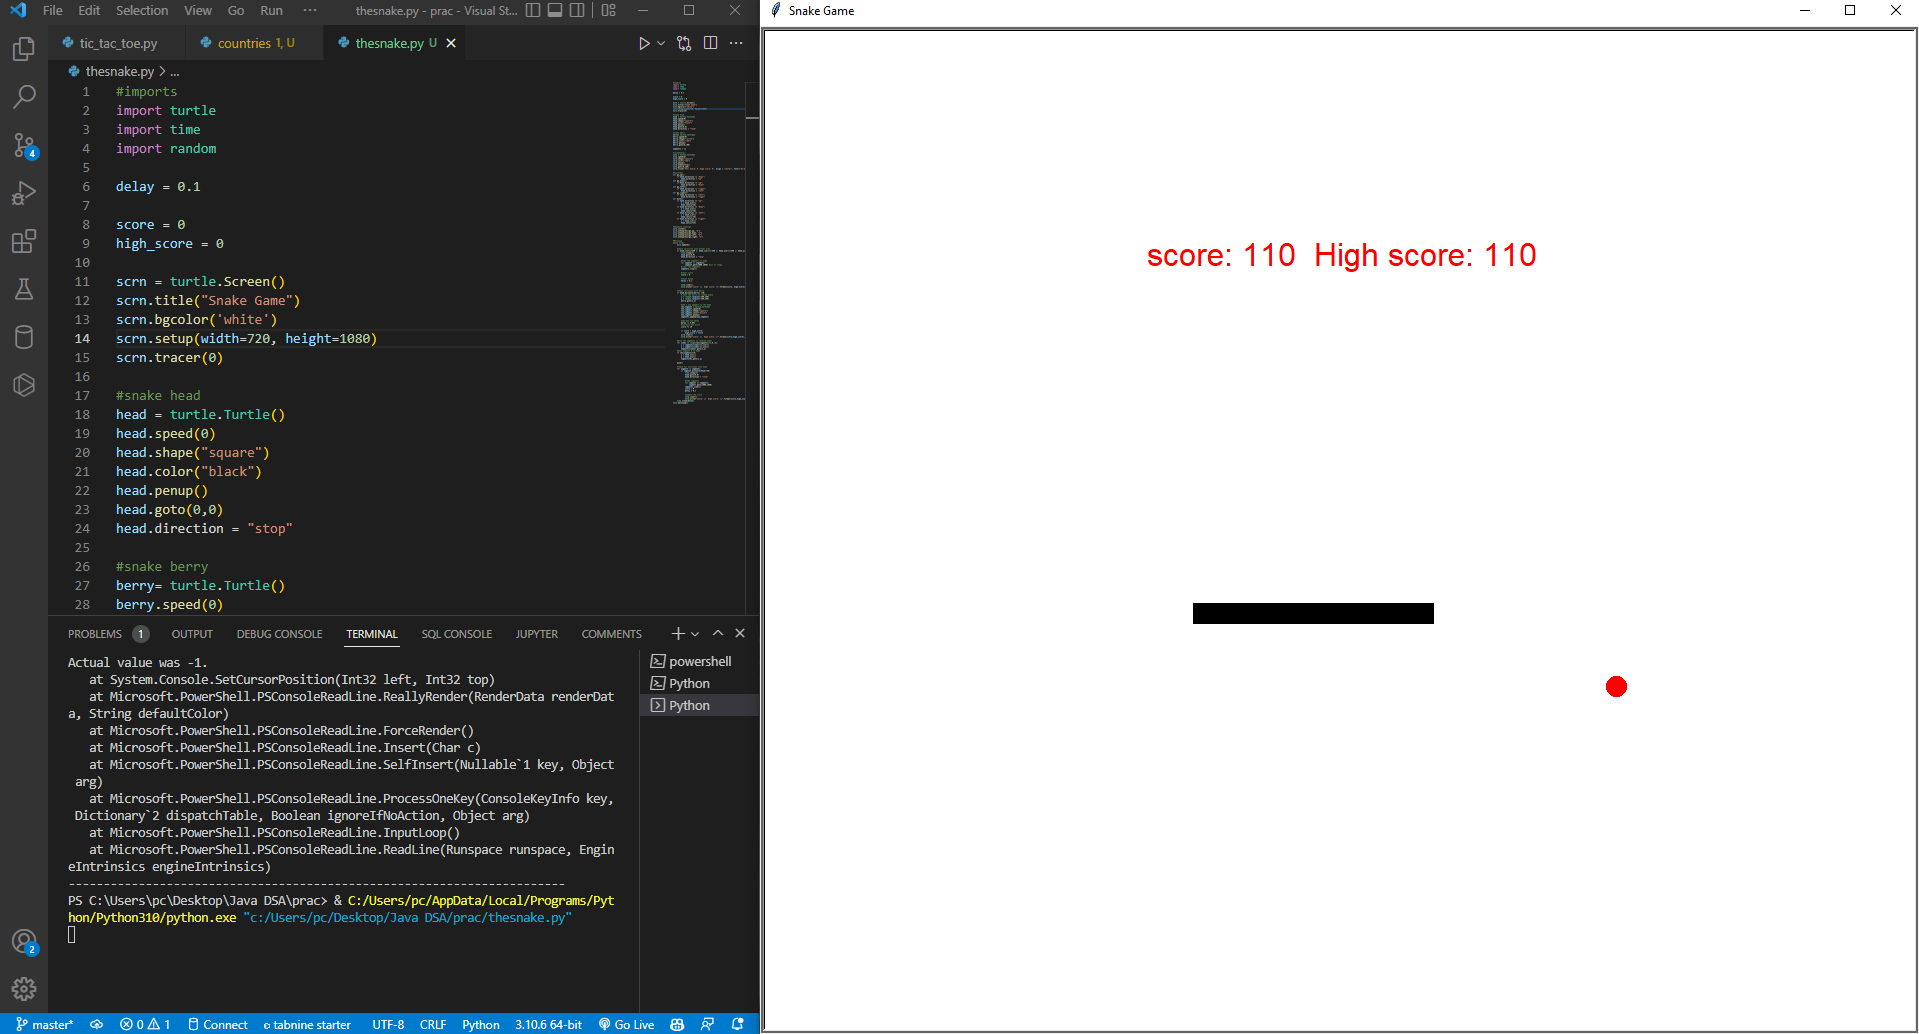 File Edit Selection View Go Run ··· thesnake.py - prac - Visual St...
tic_tac_toe.py countries 1, U thesnake.py U
thesnake.py > ...
1 #imports
2 import turtle
3 import time
4 import random
5
6 delay = 0.1
7
8 score = 0
9 high_score = 0
10
11 scrn = turtle.Screen()
12 scrn.title("Snake Game")
13 scrn.bgcolor('white')
14 scrn.setup(width=720, height=1080)
15 scrn.tracer(0)
16
17 #snake head
18 head = turtle.Turtle()
19 head.speed(0)
20 head.shape("square")
21 head.color("black")
22 head.penup()
23 head.goto(0,0)
24 head.direction = "stop"
25
26 #snake berry
27 berry= turtle.Turtle()
28 berry.speed(0)
PROBLEMS 1 OUTPUT DEBUG CONSOLE TERMINAL SQL CONSOLE JUPYTER COMMENTS
Actual value was -1.
at System.Console.SetCursorPosition(Int32 left, Int32 top)
at Microsoft.PowerShell.PSConsoleReadLine.ReallyRender(RenderData renderDat
a, String defaultColor)
at Microsoft.PowerShell.PSConsoleReadLine.ForceRender()
at Microsoft.PowerShell.PSConsoleReadLine.Insert(Char c)
at Microsoft.PowerShell.PSConsoleReadLine.SelfInsert(Nullable`1 key, Object
arg)
at Microsoft.PowerShell.PSConsoleReadLine.ProcessOneKey(ConsoleKeyInfo key,
Dictionary`2 dispatchTable, Boolean ignoreIfNoAction, Object arg)
at Microsoft.PowerShell.PSConsoleReadLine.InputLoop()
at Microsoft.PowerShell.PSConsoleReadLine.ReadLine(Runspace runspace, Engin
eIntrinsics engineIntrinsics)
-----------------------------------------------------------------------
PS C:\Users\pc\Desktop\Java DSA\prac> & C:/Users/pc/AppData/Local/Programs/Pyt
hon/Python310/python.exe "c:/Users/pc/Desktop/Java DSA/prac/thesnake.py"
powershell
Python
Python
4
2
master* 0 1 Connect tabnine starter UTF-8 CRLF Python 3.10.6 64-bit Go Live
Snake Game
score: 110 High score: 110